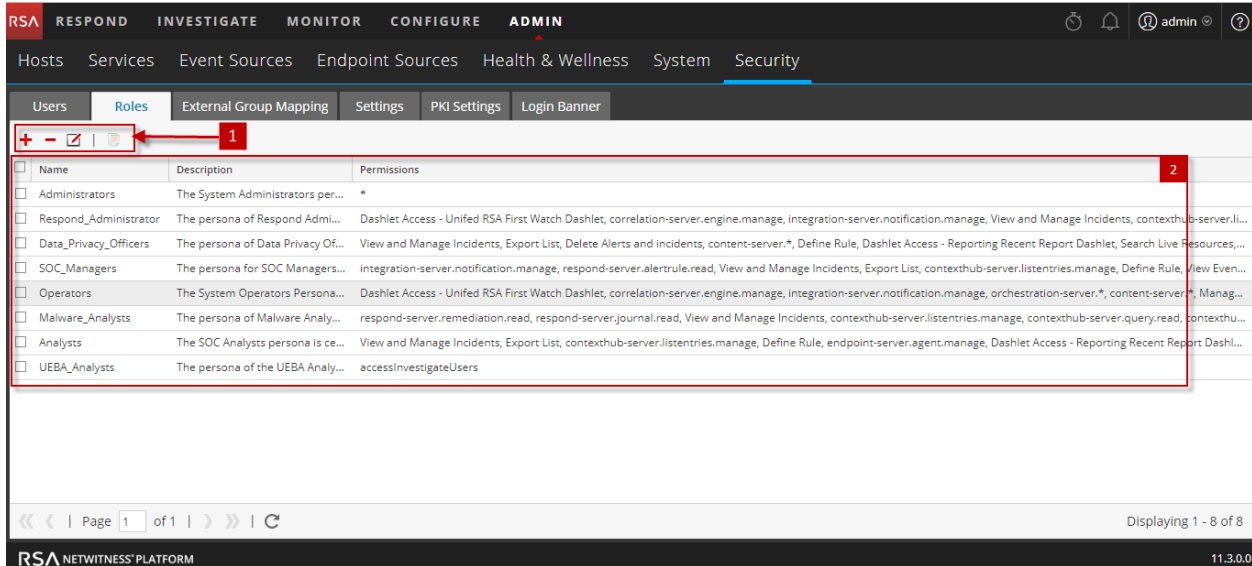 RSA RESPOND INVESTIGATE MONITOR CONFIGURE ADMIN admin ?
Hosts Services Event Sources Endpoint Sources Health & Wellness System Security
Users Roles External Group Mapping Settings PKI Settings Login Banner
1
Name Description Permissions 2
Administrators The System Administrators per... *
Respond_Administrator The persona of Respond Admi... Dashlet Access - Unifed RSA First Watch Dashlet, correlation-server.engine.manage, integration-server.notification.manage, View and Manage Incidents, contexthub-server.li...
Data_Privacy_Officers The persona of Data Privacy Of... View and Manage Incidents, Export List, Delete Alerts and incidents, content-server.*, Define Rule, Dashlet Access - Reporting Recent Report Dashlet, Search Live Resources,...
SOC_Managers The persona for SOC Managers... integration-server.notification.manage, respond-server.alertrule.read, View and Manage Incidents, Export List, contexthub-server.listentries.manage, Define Rule, View Even...
Operators The System Operators Persona... Dashlet Access - Unifed RSA First Watch Dashlet, correlation-server.engine.manage, integration-server.notification.manage, orchestration-server.*, content-server.*, Manag...
Malware_Analysts The persona of Malware Analy... respond-server.remediation.read, respond-server.journal.read, View and Manage Incidents, contexthub-server.listentries.manage, contexthub-server.query.read, contexthu...
Analysts The SOC Analysts persona is ce... View and Manage Incidents, Export List, contexthub-server.listentries.manage, Define Rule, endpoint-server.agent.manage, Dashlet Access - Reporting Recent Report Dashl...
UEBA_Analysts The persona of the UEBA Analy... accessInvestigateUsers
Page 1 of 1 Displaying 1 - 8 of 8
RSA NETWITNESS® PLATFORM 11.3.0.0